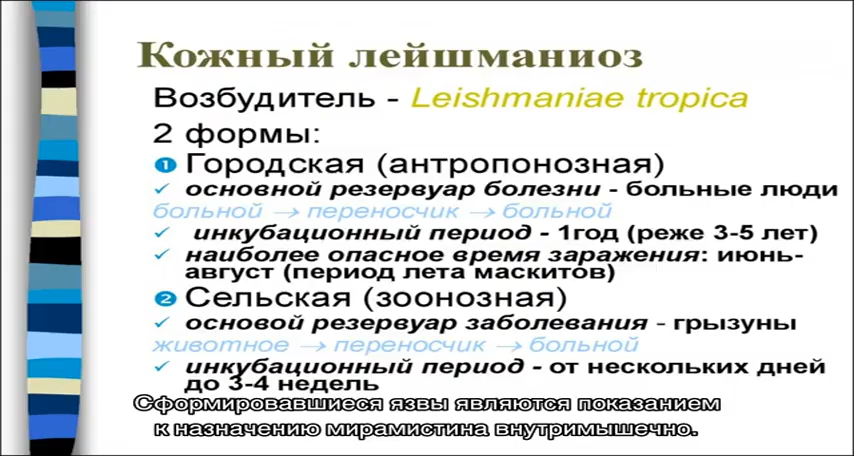 Кожный лейшманиоз
Возбудитель - Leishmaniae tropica
2 формы:
1 Городская (антропонозная)
✓ основной резервуар болезни - больные люди
больной → переносчик → больной
✓ инкубационный период - 1год (реже 3-5 лет)
✓ наиболее опасное время заражения: июнь-
август (период лета маскитов)
2 Сельская (зоонозная)
✓ основой резервуар заболевания - грызуны
животное → переносчик → больной
✓ инкубационный период - от нескольких дней
до 3-4 недель
Сформировавшиеся язвы являются показанием
к назначению мирамистина внутримышечно.